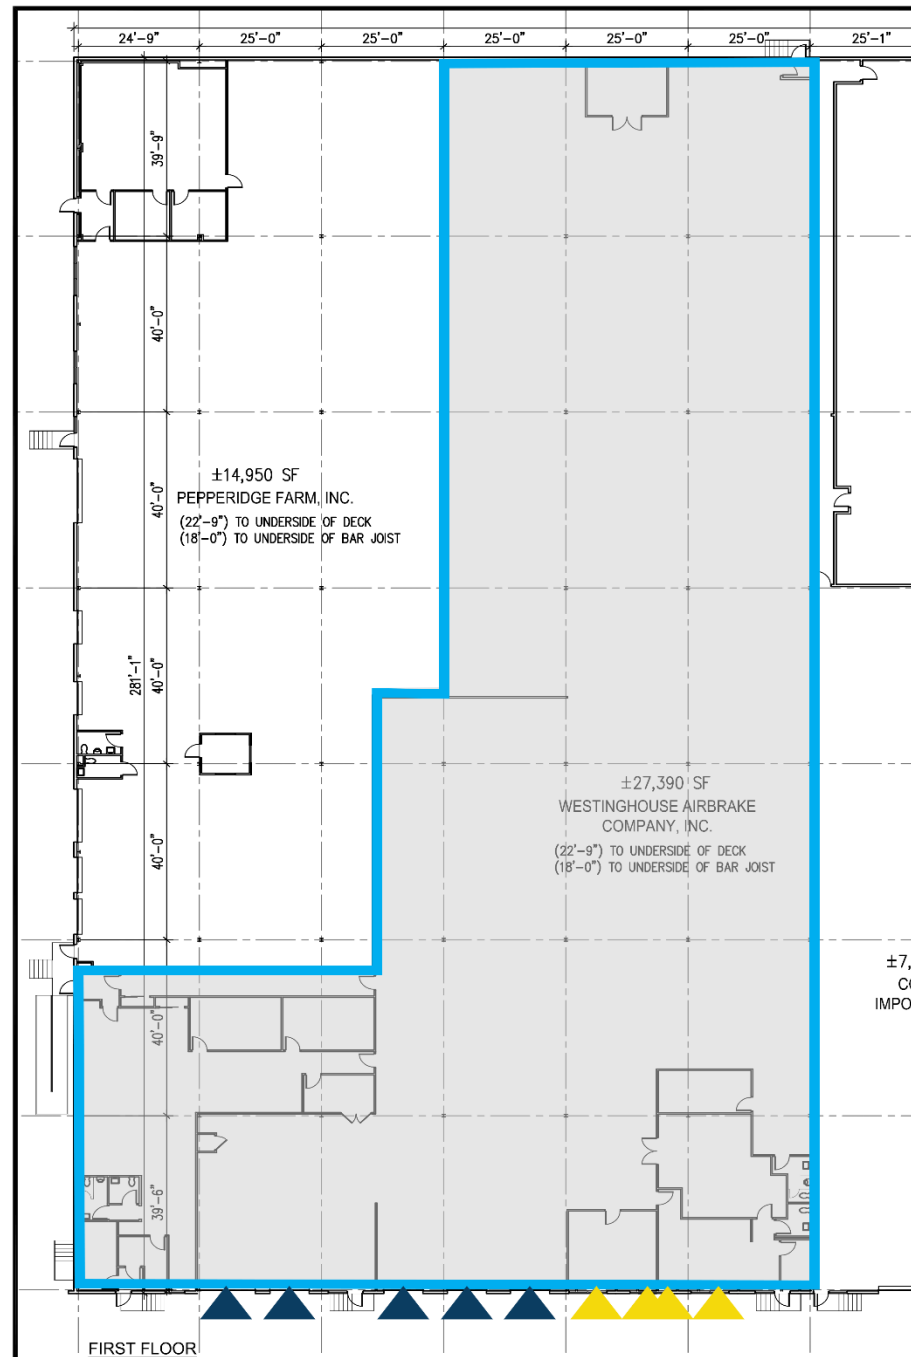 24'-9"
25'-0"
25'-0"
25'-0"
25'-0"
25'-0"
25'-1"
39'-9"
40'-0"
40'-0"
281'-1"
40'-0"
40'-0"
40'-0"
39'-6"
±14,950 SF
PEPPERIDGE FARM, INC.
(22'-9") TO UNDERSIDE OF DECK
(18'-0") TO UNDERSIDE OF BAR JOIST
±27,390 SF
WESTINGHOUSE AIRBRAKE
COMPANY, INC.
(22'-9") TO UNDERSIDE OF DECK
(18'-0") TO UNDERSIDE OF BAR JOIST
±7,
CO
IMPO
FIRST FLOOR